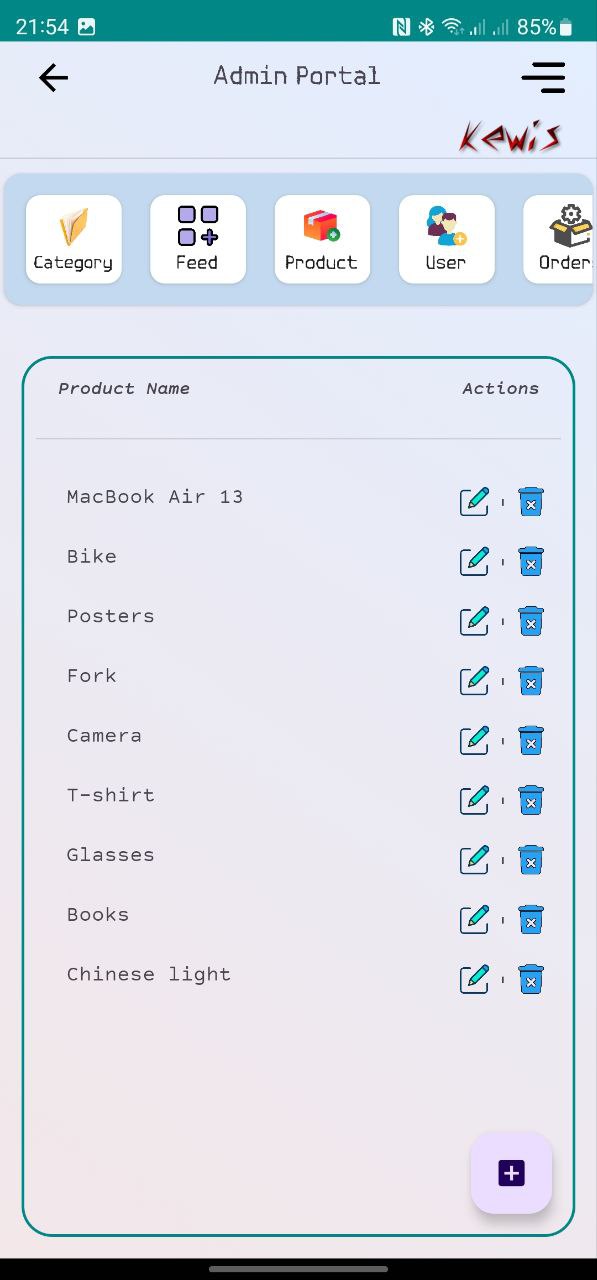 21:54 85%
Admin Portal
Kewis
Category Feed Product User Order
Product Name Actions
MacBook Air 13
Bike
Posters
Fork
Camera
T-shirt
Glasses
Books
Chinese light